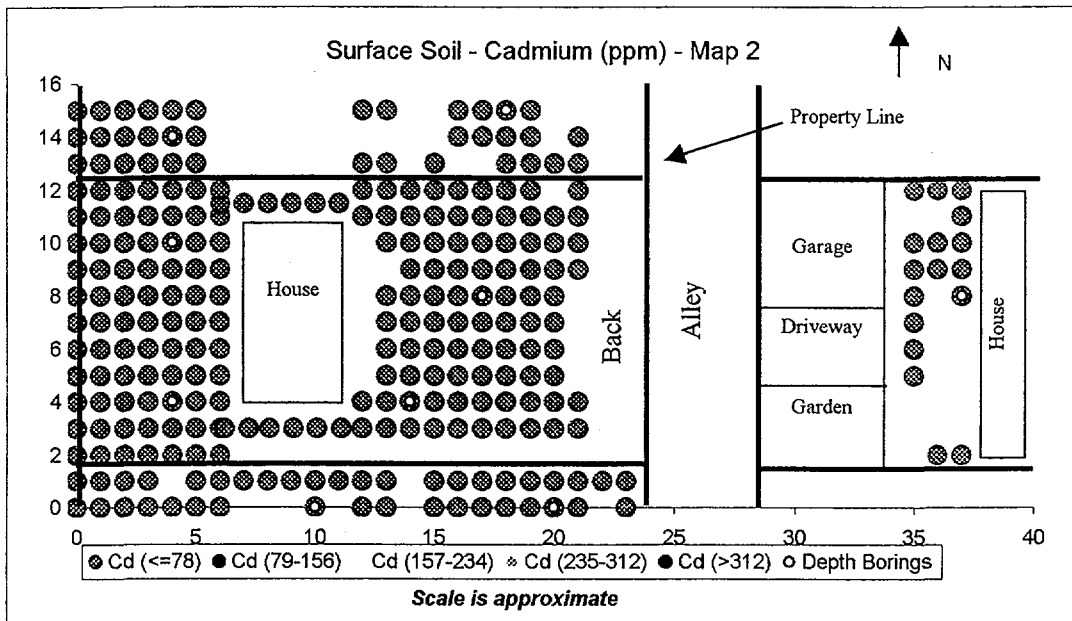 Surface Soil - Cadmium (ppm) - Map 2
N
Property Line
16
14
12
10
8
6
4
2
0
House
Back
Alley
Garage
Driveway
Garden
House
0 5 10 15 20 25 30 35 40
Cd (<=78) Cd (79-156) Cd (157-234) Cd (235-312) Cd (>312) Depth Borings
Scale is approximate